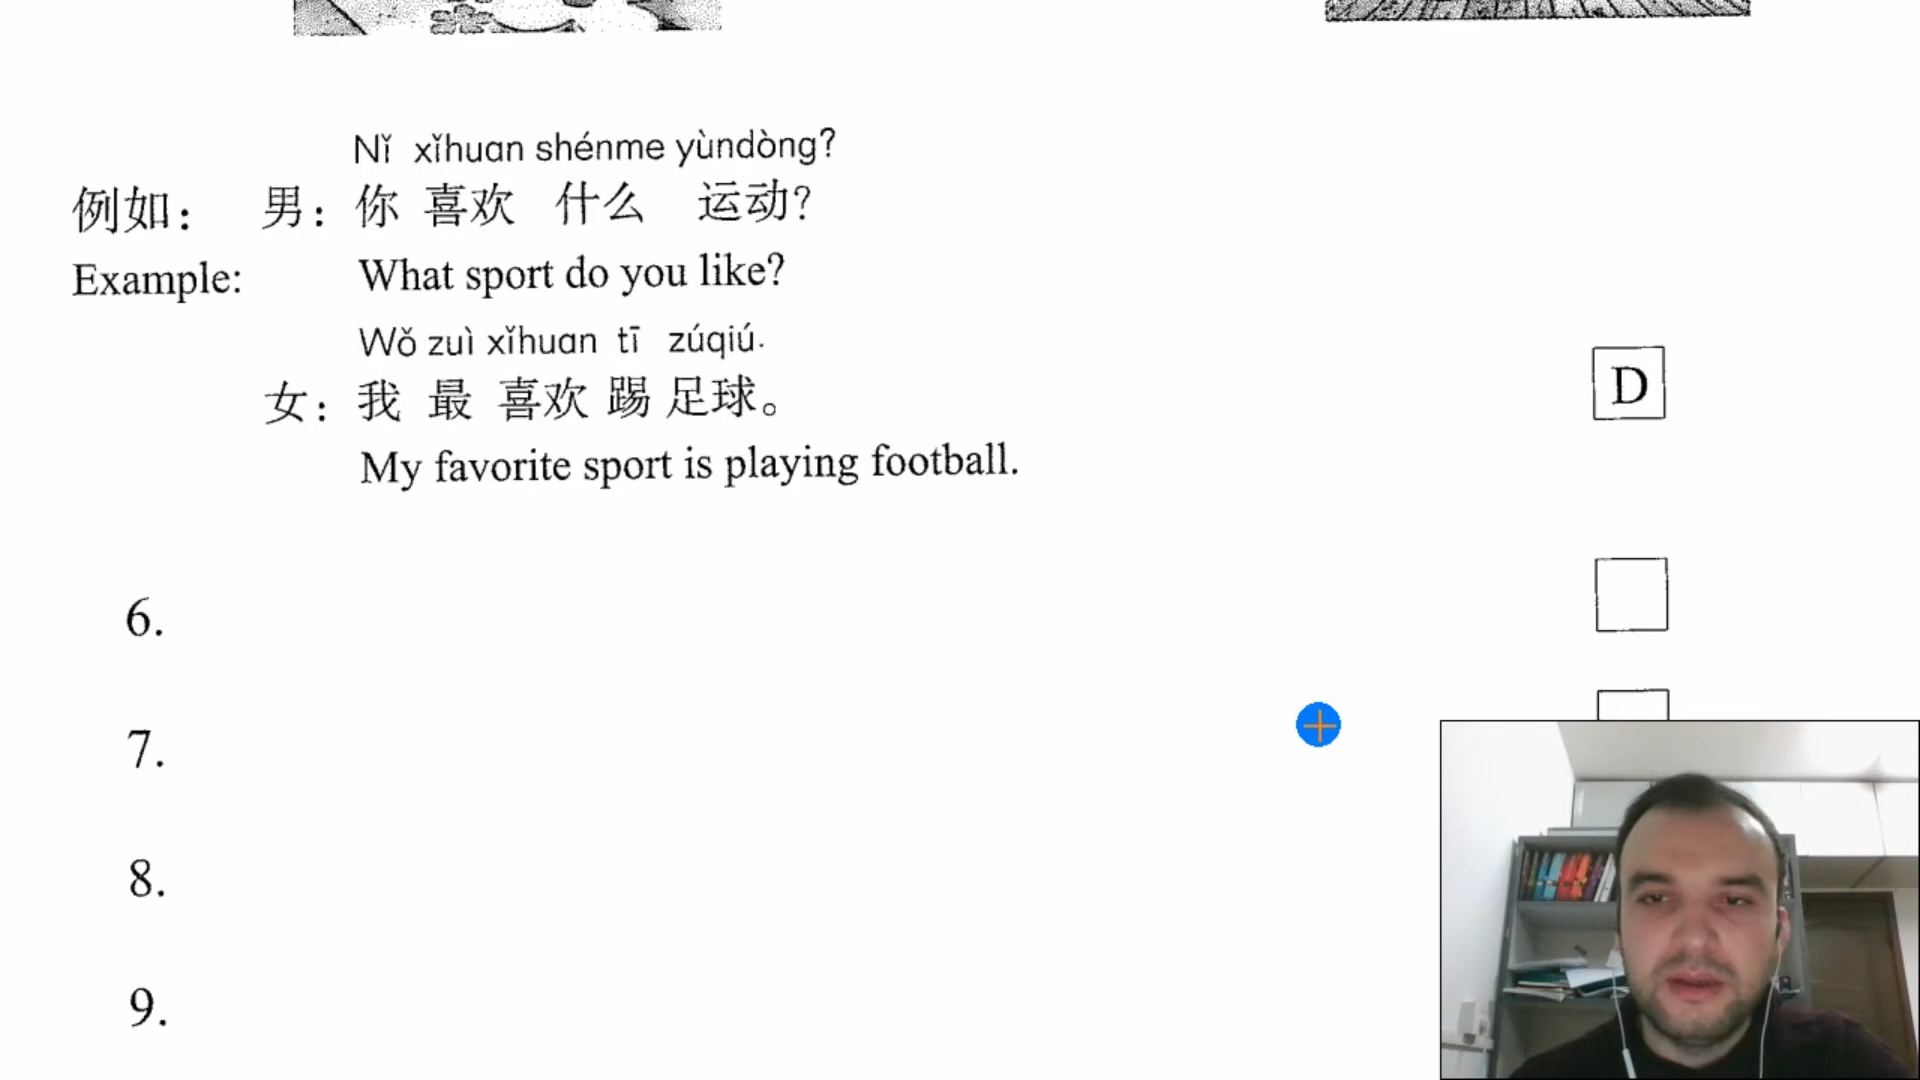 Nǐ xǐhuan shénme yùndòng?
例如： 男：你 喜欢 什么 运动？
Example: What sport do you like?
Wǒ zuì xǐhuan tī zúqiú.
女：我 最 喜欢 踢 足球。
D
My favorite sport is playing football.
6.
7.
8.
9.